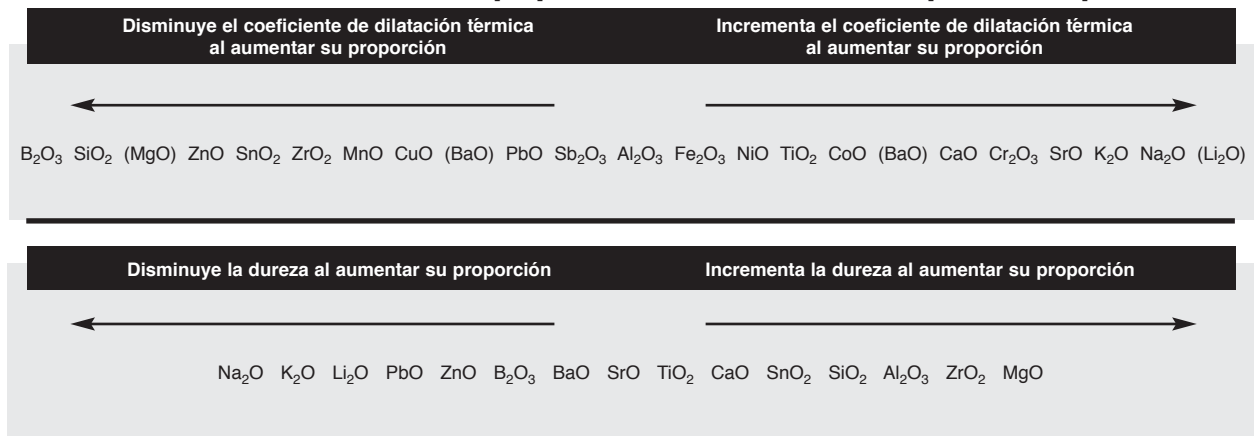 Disminuye el coeficiente de dilatación térmica
al aumentar su proporción
Incrementa el coeficiente de dilatación térmica
al aumentar su proporción
B₂O₃ SiO₂ (MgO) ZnO SnO₂ ZrO₂ MnO CuO (BaO) PbO Sb₂O₃ Al₂O₃ Fe₂O₃ NiO TiO₂ CoO (BaO) CaO Cr₂O₃ SrO K₂O Na₂O (Li₂O)
Disminuye la dureza al aumentar su proporción
Incrementa la dureza al aumentar su proporción
Na₂O K₂O Li₂O PbO ZnO B₂O₃ BaO SrO TiO₂ CaO SnO₂ SiO₂ Al₂O₃ ZrO₂ MgO